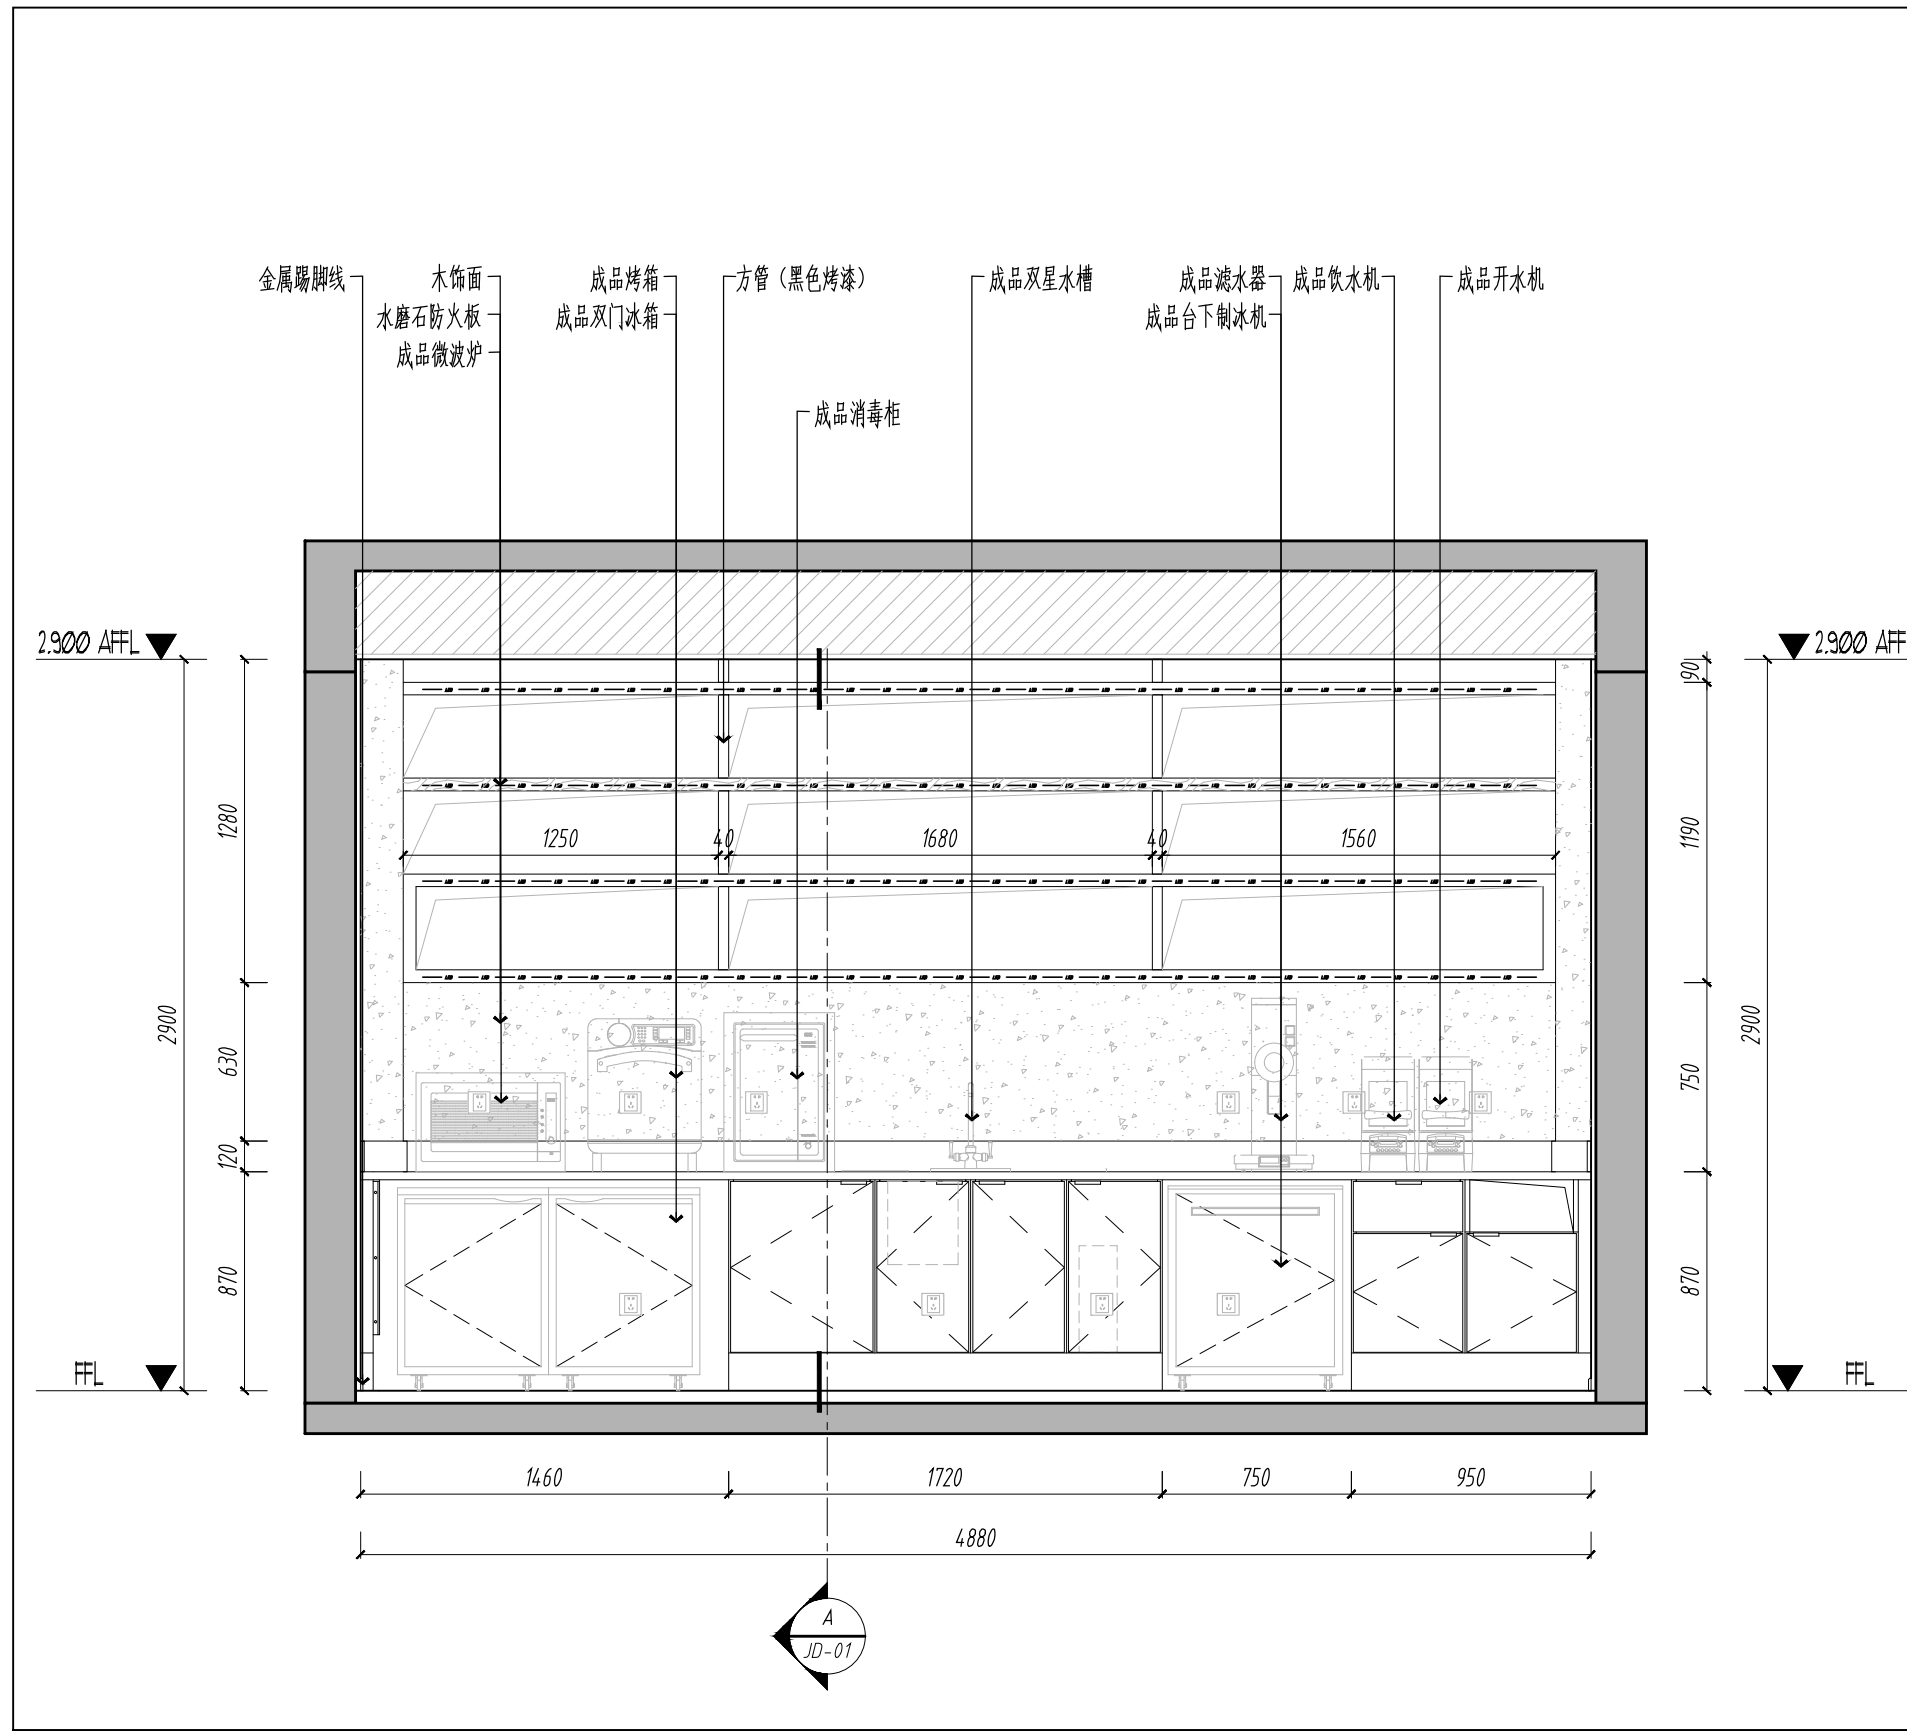 金属踢脚线
木饰面
水磨石防火板
成品微波炉
成品烤箱
成品双门冰箱
方管（黑色烤漆）
成品消毒柜
成品双星水槽
成品滤水器
成品台下制冰机
成品饮水机
成品开水机
2.900 AFFL
2.900 AFF
90
1280
1250
40
1680
40
1560
1190
2900
630
750
2900
120
870
870
FFL
FFL
1460
1720
750
950
4880
A
JD-01